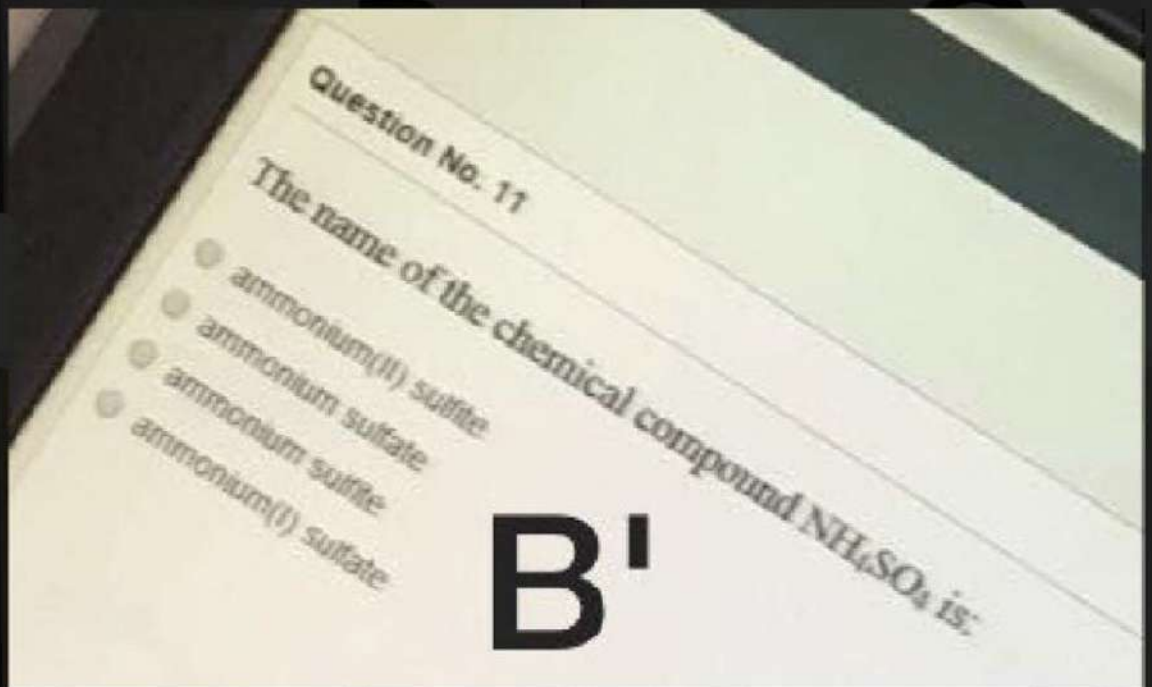 Question No. 11
The name of the chemical compound NH₄SO₄ is:
ammonium(II) sulfite
ammonium sulfate
ammonium sulfite
ammonium(I) sulfate
B'